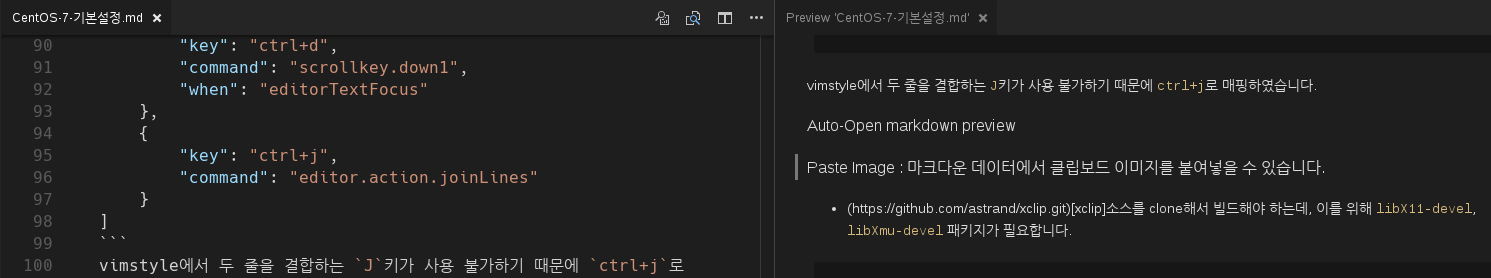 CentOS-7-기본설정.md ×
Preview 'CentOS-7-기본설정.md' ×
90 "key": "ctrl+d",
91 "command": "scrollkey.down1",
92 "when": "editorTextFocus"
93 },
94 {
95 "key": "ctrl+j",
96 "command": "editor.action.joinLines"
97 }
98 ]
99 ```
100 vimstyle에서 두 줄을 결합하는 `J`키가 사용 불가하기 때문에 `ctrl+j`로
vimstyle에서 두 줄을 결합하는 J키가 사용 불가하기 때문에 ctrl+j로 매핑하였습니다.
Auto-Open markdown preview
Paste Image : 마크다운 데이터에서 클립보드 이미지를 붙여넣을 수 있습니다.
• (https://github.com/astrand/xclip.git)[xclip]소스를 clone해서 빌드해야 하는데, 이를 위해 libX11-devel,
libXmu-devel 패키지가 필요합니다.